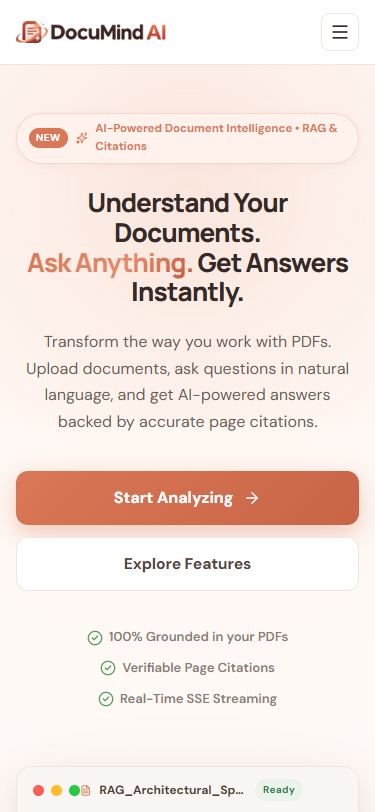 DocuMind AI
NEW
AI-Powered Document Intelligence • RAG &
Citations
Understand Your
Documents.
Ask Anything. Get Answers
Instantly.
Transform the way you work with PDFs.
Upload documents, ask questions in natural
language, and get AI-powered answers
backed by accurate page citations.
Start Analyzing →
Explore Features
100% Grounded in your PDFs
Verifiable Page Citations
Real-Time SSE Streaming
RAG_Architectural_Sp... Ready